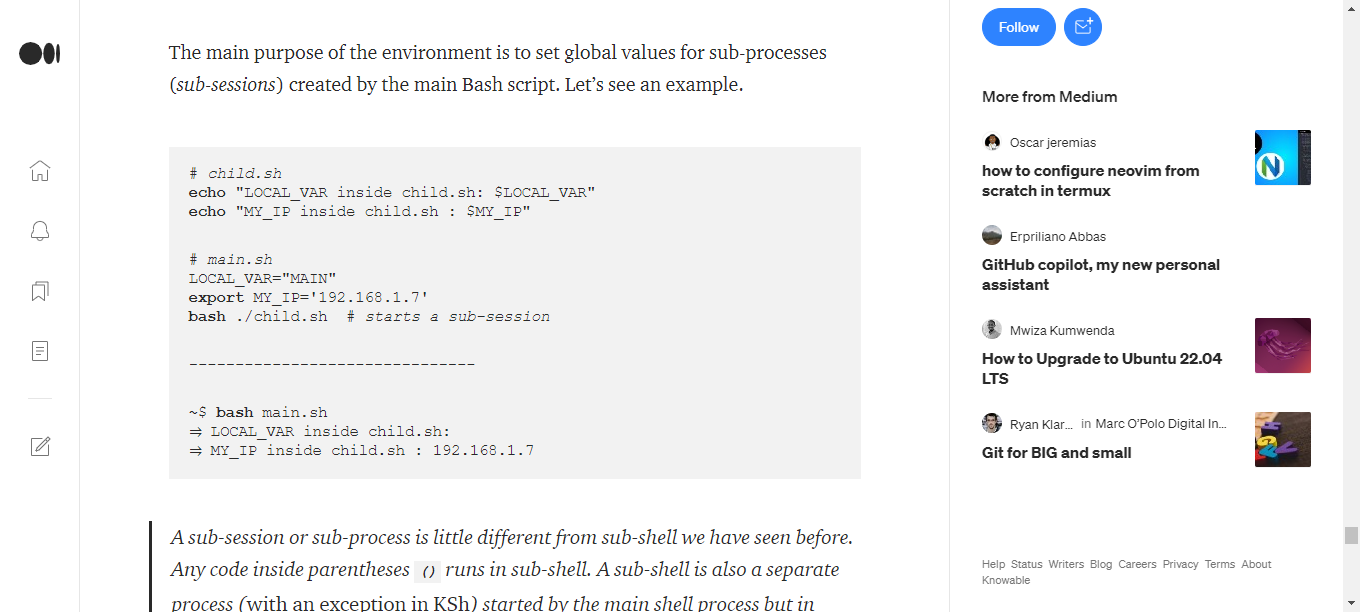 The main purpose of the environment is to set global values for sub-processes
(sub-sessions) created by the main Bash script. Let’s see an example.
# child.sh
echo "LOCAL_VAR inside child.sh: $LOCAL_VAR"
echo "MY_IP inside child.sh : $MY_IP"
# main.sh
LOCAL_VAR="MAIN"
export MY_IP='192.168.1.7'
bash ./child.sh  # starts a sub-session
-------------------------------
~$ bash main.sh
⇒ LOCAL_VAR inside child.sh:
⇒ MY_IP inside child.sh : 192.168.1.7
A sub-session or sub-process is little different from sub-shell we have seen before.
Any code inside parentheses () runs in sub-shell. A sub-shell is also a separate
process (with an exception in KSh) started by the main shell process but in
Follow
More from Medium
Oscar jeremias
how to configure neovim from
scratch in termux
Erpriliano Abbas
GitHub copilot, my new personal
assistant
Mwiza Kumwenda
How to Upgrade to Ubuntu 22.04
LTS
Ryan Klar... in Marc O’Polo Digital In...
Git for BIG and small
Help Status Writers Blog Careers Privacy Terms About
Knowable